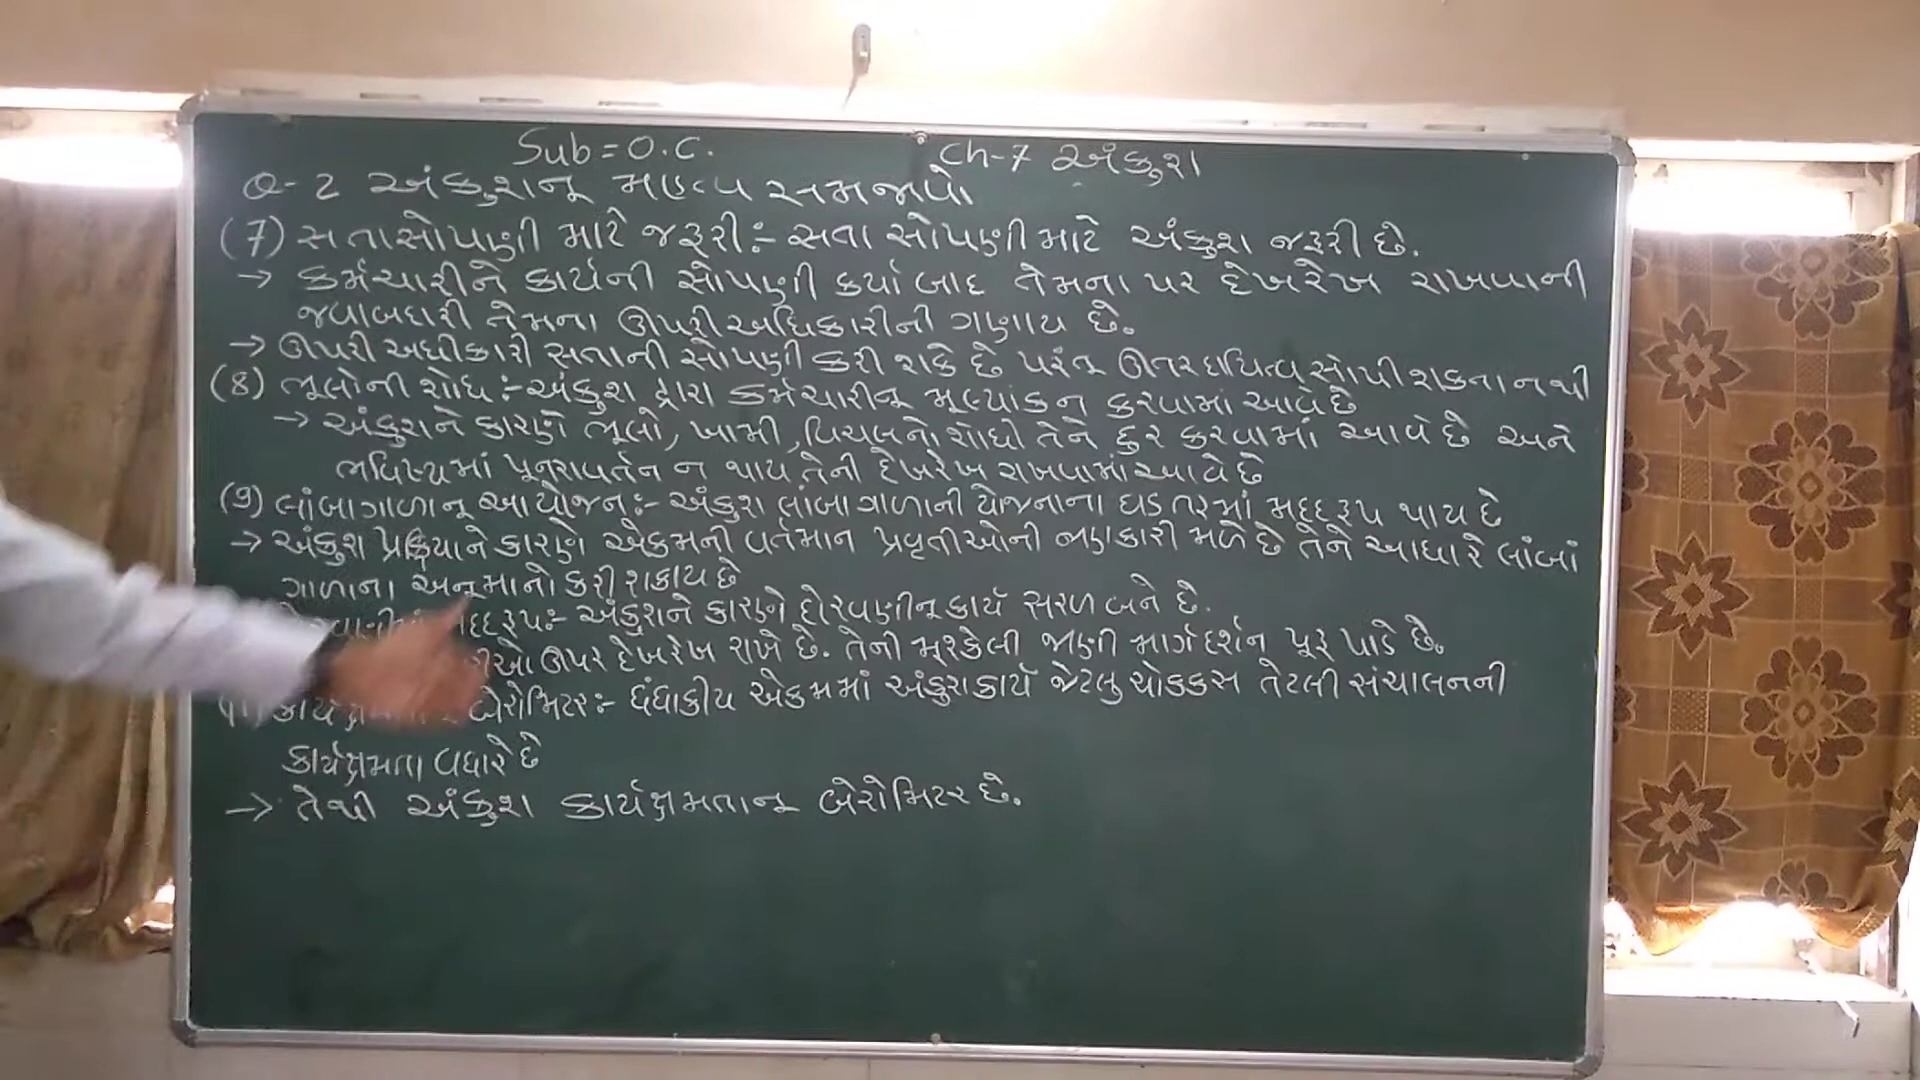 Sub = O.C. Ch-7 અંકુશ
Q-2 અંકુશનૂ મહત્વ સમજાવો
(7) સતાસોપણી માટે જરૂરી:- સતા સોપણી માટે અંકુશ જરૂરી છે.
→ કર્મચારીને કાર્યની સોપણી કર્યા બાદ તેમના પર દેખરેખ રાખવાની
જવાબદારી તેમના ઊપરી અધિકારીની ગણાય છે.
→ ઊપરી અધીકારી સતાની સોપણી કરી શકે છે પરંતૂ ઊતરદાયિત્વ સોપી શકતા નથી
(8) ભૂલોની શોધ :- અંકુશ દ્રારા કર્મચારીનૂ મૂલ્યાંકન કરવામાં આવે છે
→ અંકુશને કારણે ભૂલો, ખામી, વિચલનો શોધી તેને દુર કરવામાં આવે છે અને
ભવિષ્યમાં પૂનરાવર્તન ન થાય તેની દેખરેખ રાખવામાં આવે છે
(9) લાંબાગાળાનૂ આયોજન:- અંકુશ લાંબા ગાળાની યોજનાના ઘડતરમાં મદદરૂપ થાય છે
→ અંકુશ પ્રક્રિયાને કારણે એકમની વર્તમાન પ્રવૃતીઓની જાણકારી મળે છે તેને આધારે લાંબાં
ગાળાના અનૂમાનો કરી શકાય છે
મદદરૂપ:- અંકુશને કારણે દોરવણીનૂ કાર્ય સરળ બને છે.
ઊપર દેખરેખ રાખે છે. તેની મૂશ્કેલી જાણી માર્ગદર્શન પૂરૂ પાડે છે.
બેરોમિટર:- ધંધાકીય એકમમાં અંકુશકાર્ય જેટલુ ચોક્કસ તેટલી સંચાલનની
કાર્યક્ષમતા વધારે છે
→ તેથી અંકુશ કાર્યક્ષમતાનૂ બેરોમિટર છે.